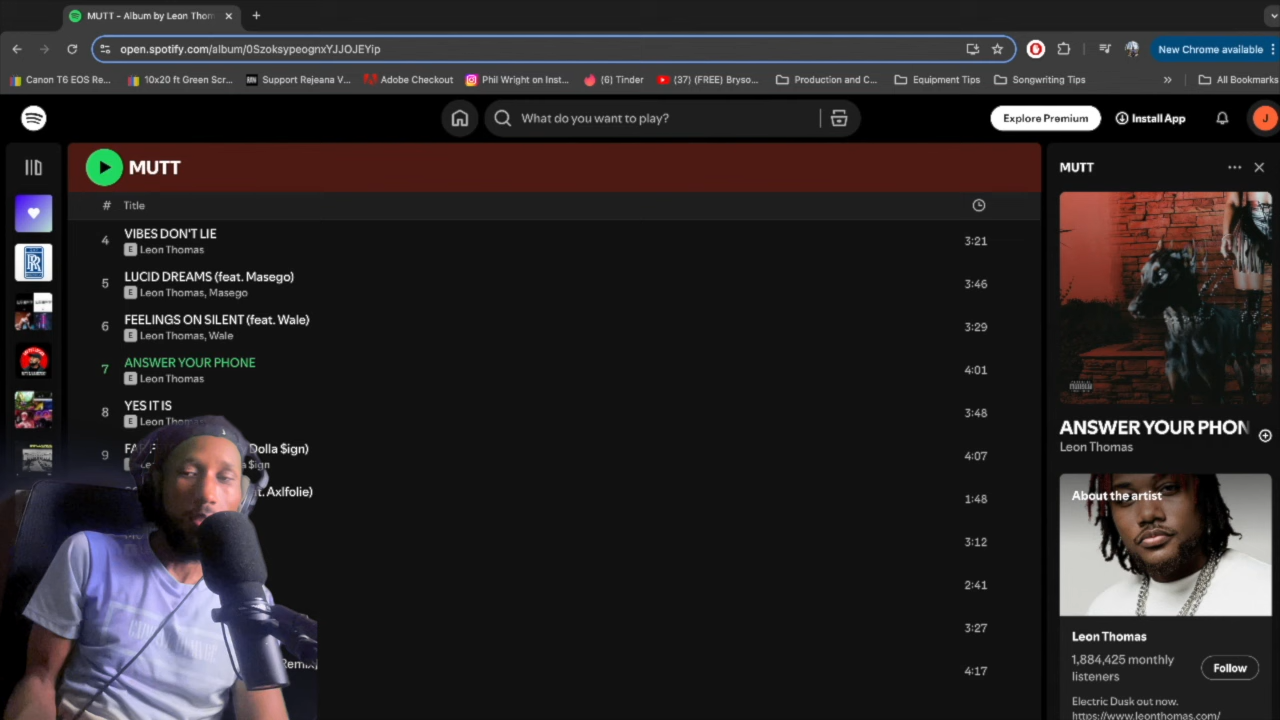 MUTT - Album by Leon Thom
open.spotify.com/album/0SzoksypeognxYJJOJEYip
New Chrome available
Canon T6 EOS Re...
10x20 ft Green Scr...
Support Rejeana V...
Adobe Checkout
Phil Wright on Inst...
(6) Tinder
(37) (FREE) Bryso...
Production and C...
Equipment Tips
Songwriting Tips
All Bookmarks
What do you want to play?
Explore Premium
Install App
J
MUTT
# Title
4 VIBES DON'T LIE 3:21
E Leon Thomas
5 LUCID DREAMS (feat. Masego) 3:46
E Leon Thomas, Masego
6 FEELINGS ON SILENT (feat. Wale) 3:29
E Leon Thomas, Wale
7 ANSWER YOUR PHONE 4:01
E Leon Thomas
8 YES IT IS 3:48
E Leon
9 Dolla $ign) 4:07
a $ign
Axlfolie) 1:48
3:12
2:41
3:27
Remix) 4:17
MUTT
ANSWER YOUR PHON
Leon Thomas
About the artist
Leon Thomas
1,884,425 monthly
listeners
Follow
Electric Dusk out now.
https://www.leonthomas.com/